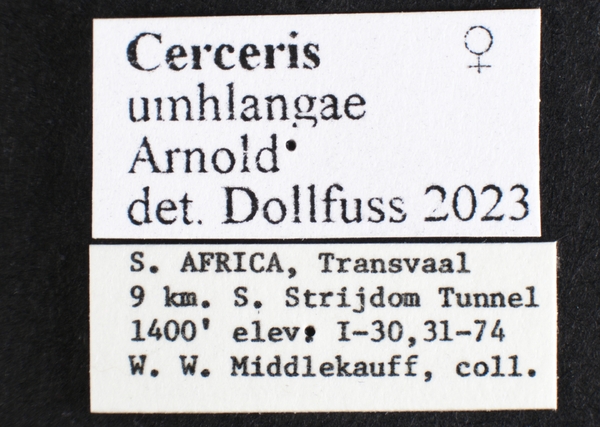 Cerceris ♀
umhlangae
Arnold
det. Dollfuss 2023
S. AFRICA, Transvaal
9 km. S. Strijdom Tunnel
1400' elev. I-30,31-74
W. W. Middlekauff, coll.